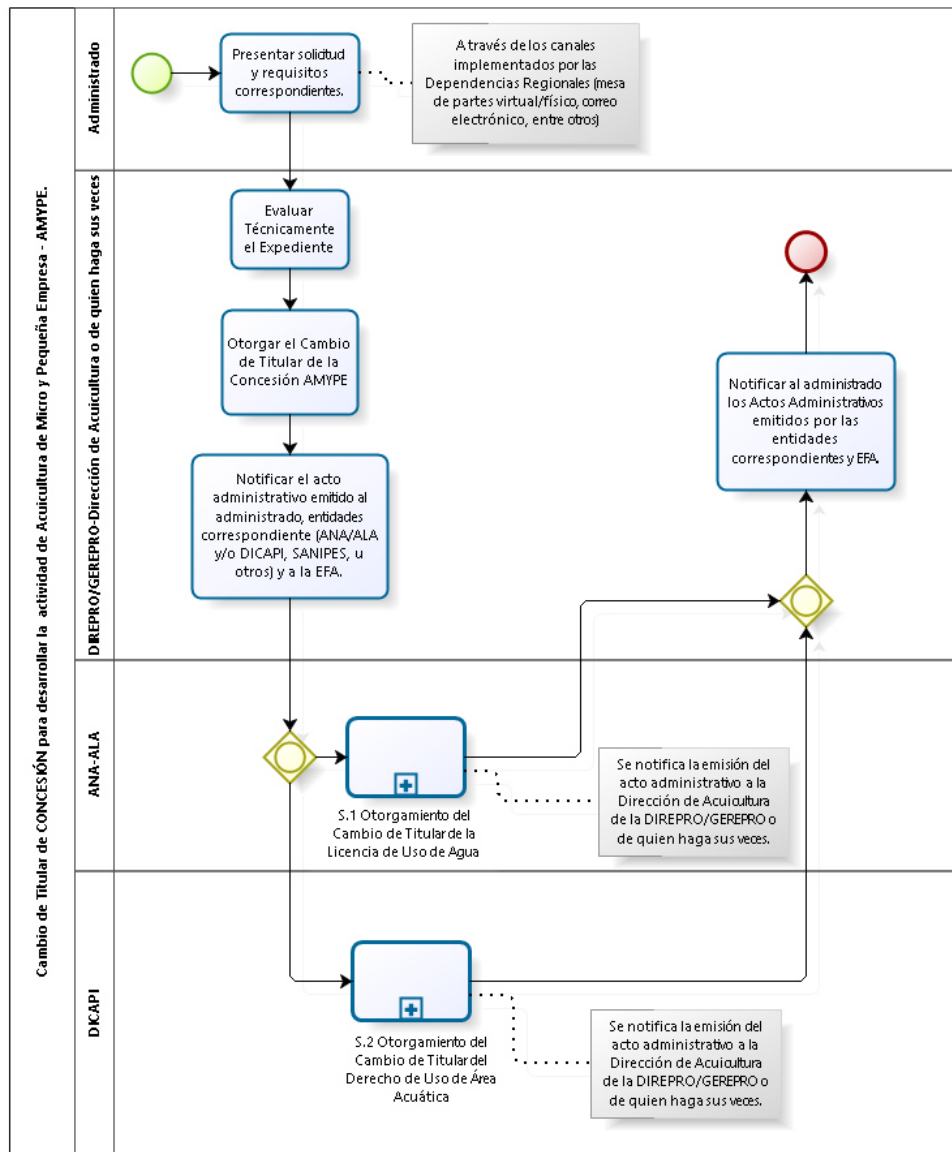 Cambio de Titular de CONCESIÓN para desarrollar la actividad de Acuicultura de Micro y Pequeña Empresa - AMYPE.
Administrado
Presentar solicitud
y requisitos
correspondientes.
A través de los canales
implementados por las
Dependencias Regionales (mesa
de partes virtual/físico, correo
electrónico, entre otros)
DIREPRO/GEREPRO-Dirección de Acuicultura o de quien haga sus veces
Evaluar
Técnicamente
el Expediente
Otorgar el Cambio
de Titular de la
Concesión AMYPE
Notificar el acto
administrativo emitido al
administrado, entidades
correspondiente (ANA/ALA
y/o DICAPI, SANIPES, u
otros) y a la EFA.
Notificar al administrado
los Actos Administrativos
emitidos por las
entidades
correspondientes y EFA.
ANA-ALA
S.1 Otorgamiento del
Cambio de Titular de la
Licencia de Uso de Agua
Se notifica la emisión del
acto administrativo a la
Dirección de Acuicultura
de la DIREPRO/GEREPRO o
de quien haga sus veces.
DICAPI
S.2 Otorgamiento del
Cambio de Titular del
Derecho de Uso de Área
Acuática
Se notifica la emisión del
acto administrativo a la
Dirección de Acuicultura
de la DIREPRO/GEREPRO o
de quien haga sus veces.